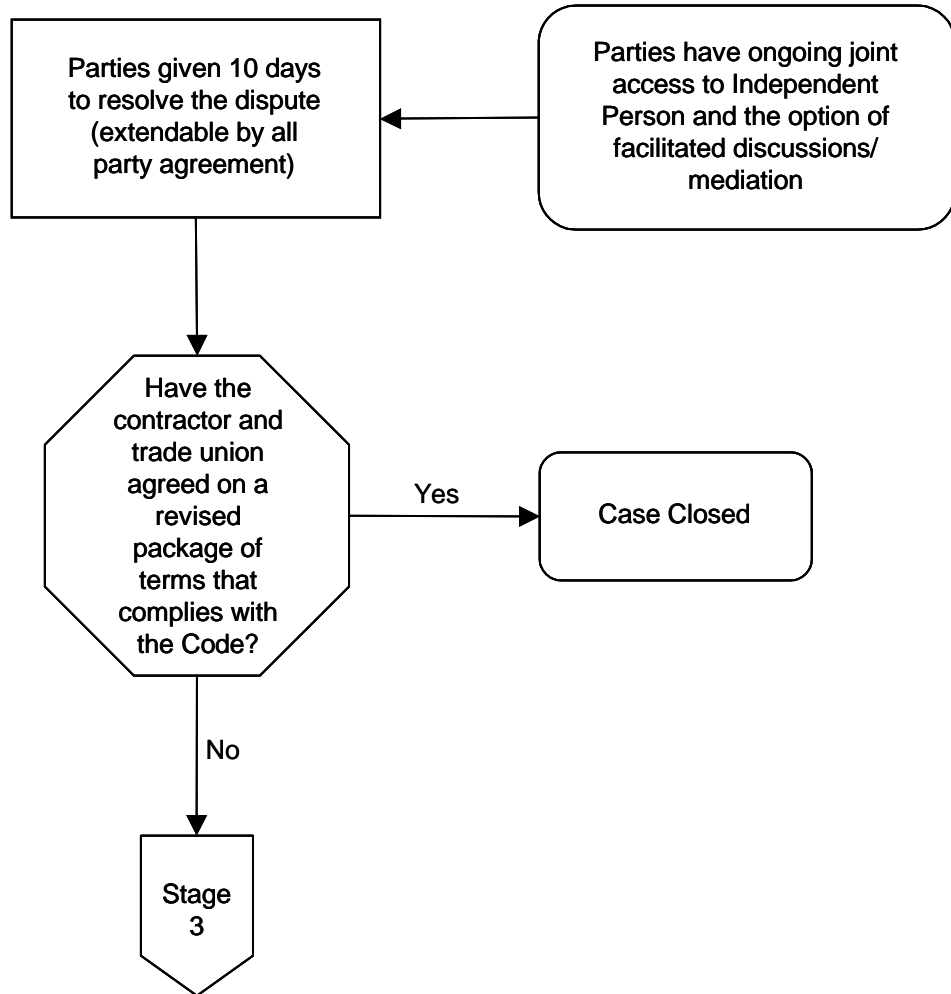 Parties given 10 days
to resolve the dispute
(extendable by all
party agreement)
Parties have ongoing joint
access to Independent
Person and the option of
facilitated discussions/
mediation
Have the
contractor and
trade union
agreed on a
revised
package of
terms that
complies with
the Code?
Yes
Case Closed
No
Stage
3